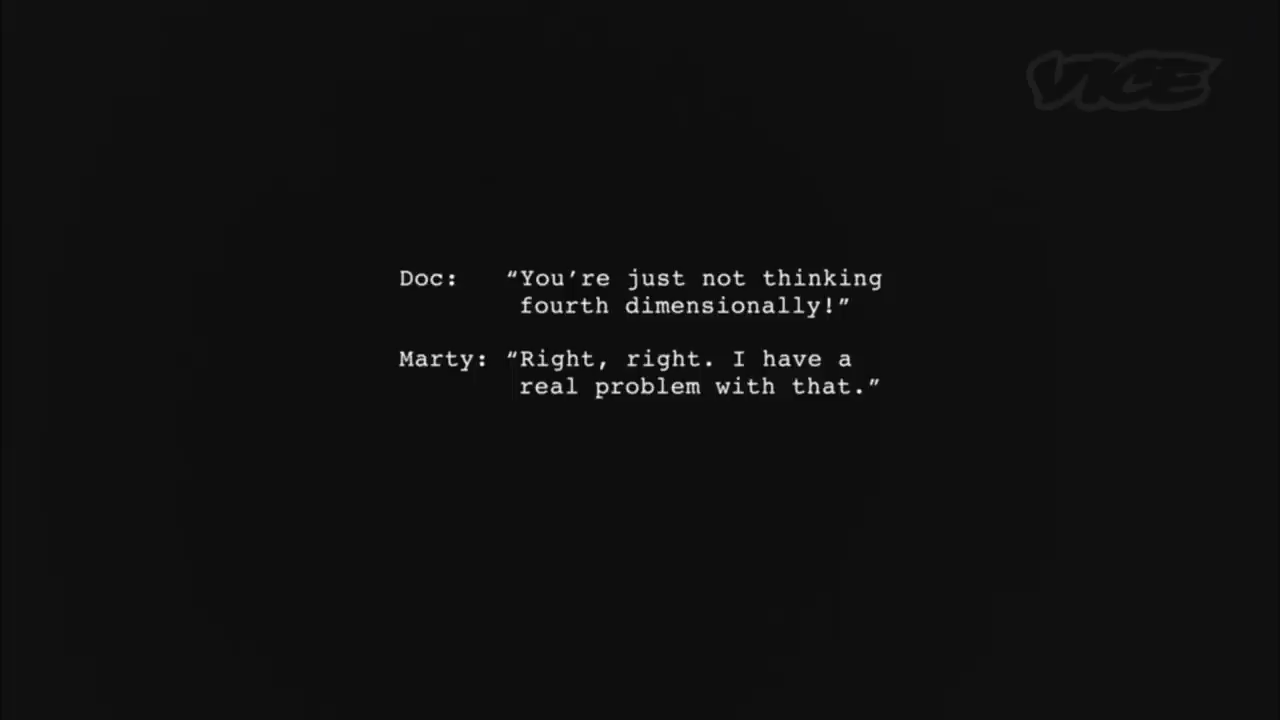 VICE
Doc: “You’re just not thinking
fourth dimensionally!”
Marty: “Right, right. I have a
real problem with that.”